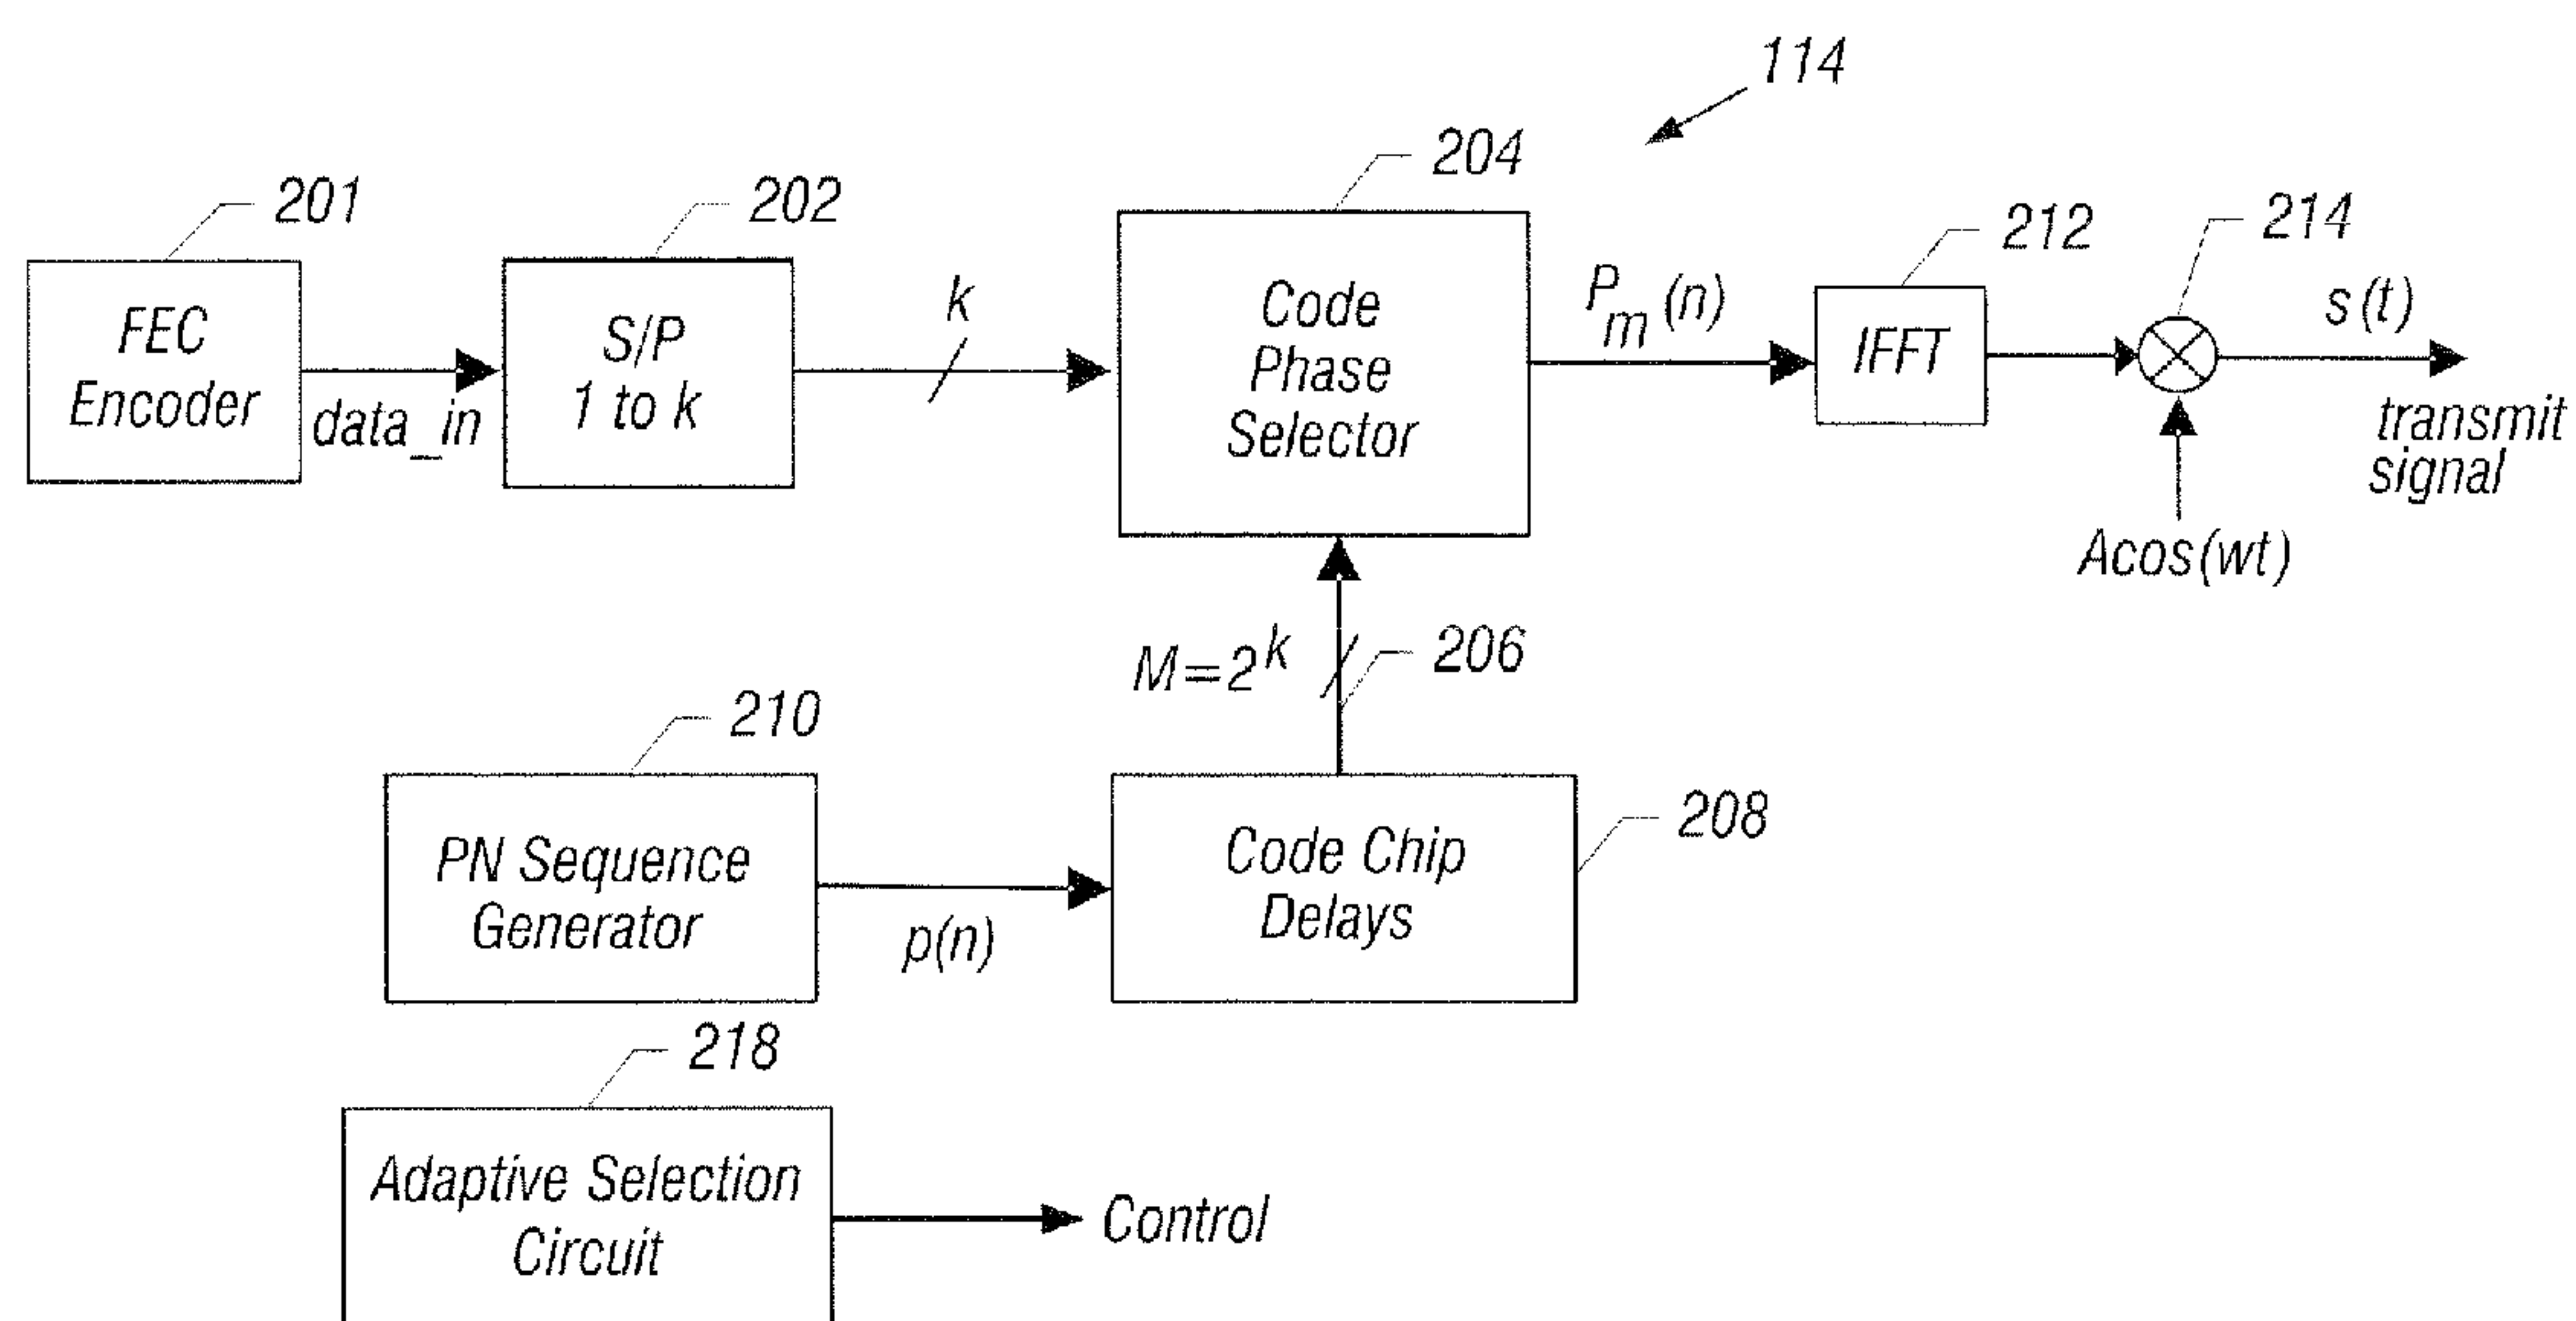 114
201
FEC
Encoder
data_in
202
S/P
1 to k
k
204
Code
Phase
Selector
P_m(n)
212
IFFT
214
s(t)
transmit
signal
Acos(wt)
M=2^k
206
210
PN Sequence
Generator
p(n)
208
Code Chip
Delays
218
Adaptive Selection
Circuit
Control